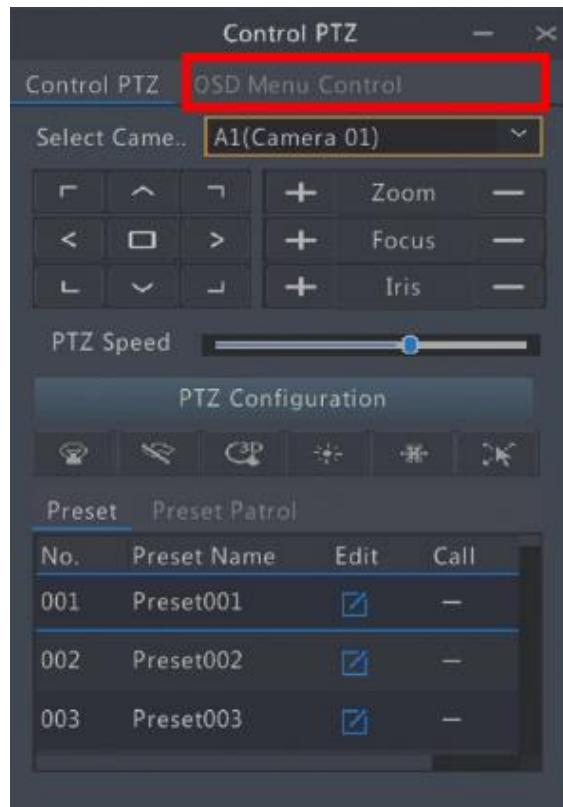 Control PTZ
Control PTZ OSD Menu Control
Select Came.. A1(Camera 01)
Zoom
Focus
Iris
PTZ Speed
PTZ Configuration
3D
Preset Preset Patrol
No. Preset Name Edit Call
001 Preset001
002 Preset002
003 Preset003